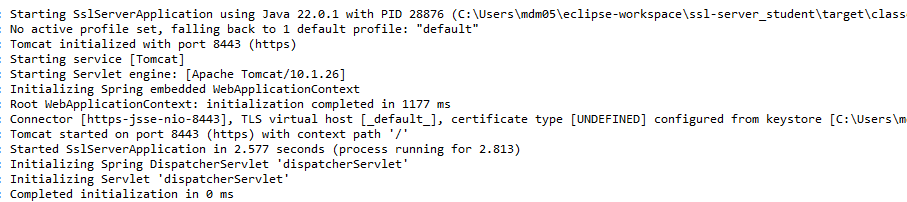 : Starting SslServerApplication using Java 22.0.1 with PID 28876 (C:\Users\mdm05\eclipse-workspace\ssl-server_student\target\classe
: No active profile set, falling back to 1 default profile: "default"
: Tomcat initialized with port 8443 (https)
: Starting service [Tomcat]
: Starting Servlet engine: [Apache Tomcat/10.1.26]
: Initializing Spring embedded WebApplicationContext
: Root WebApplicationContext: initialization completed in 1177 ms
: Connector [https-jsse-nio-8443], TLS virtual host [_default_], certificate type [UNDEFINED] configured from keystore [C:\Users\m
: Tomcat started on port 8443 (https) with context path '/'
: Started SslServerApplication in 2.577 seconds (process running for 2.813)
: Initializing Spring DispatcherServlet 'dispatcherServlet'
: Initializing Servlet 'dispatcherServlet'
: Completed initialization in 0 ms